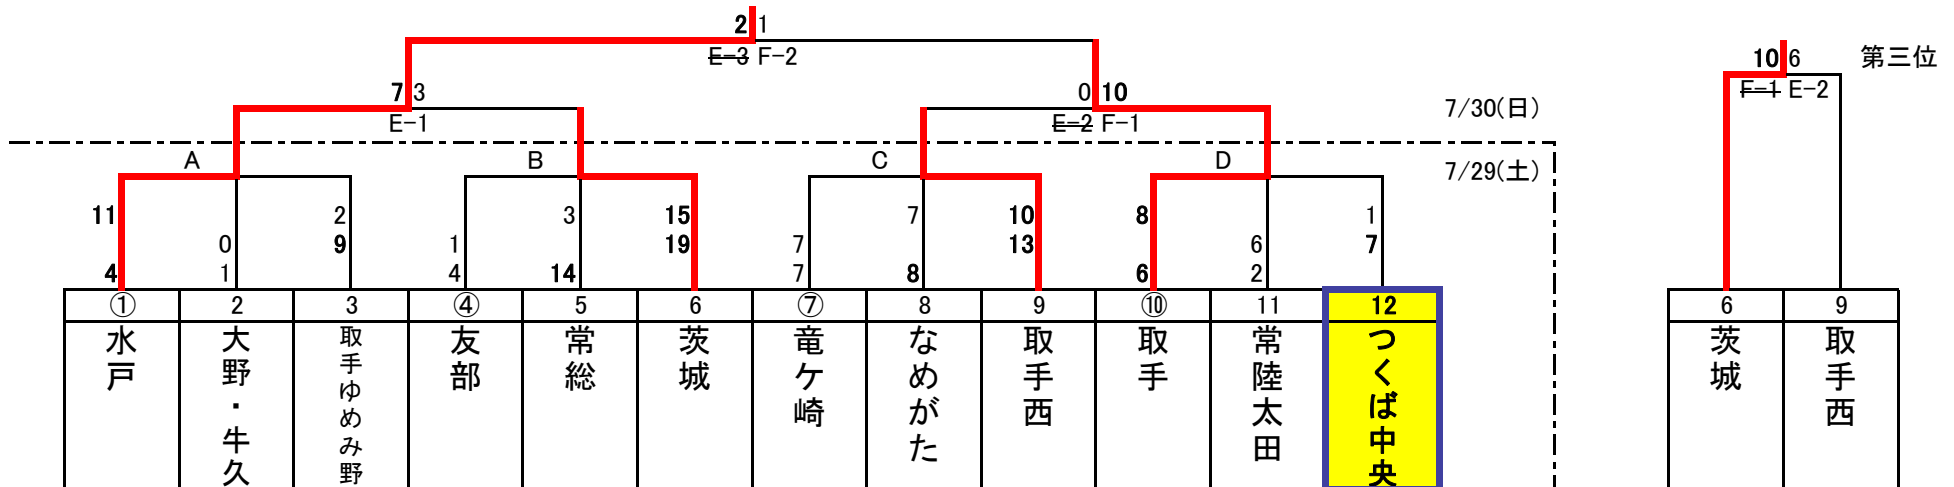 2 1
E-3 F-2
10 6 第三位
F-1 E-2
7 3
0 10
7/30(日)
E-1
E-2 F-1
A B C D
7/29(土)
11 2 3 15 7 10 8 1
0 9 1 19 7 13 6 7
4 1 4 14 7 8 6 2
① 2 3 ④ 5 6 ⑦ 8 9 ⑩ 11 12 6 9
水戸
大野・牛久
取手ゆめみ野
友部
常総
茨城
竜ケ崎
なめがた
取手西
取手
常陸太田
つくば中央
茨城
取手西